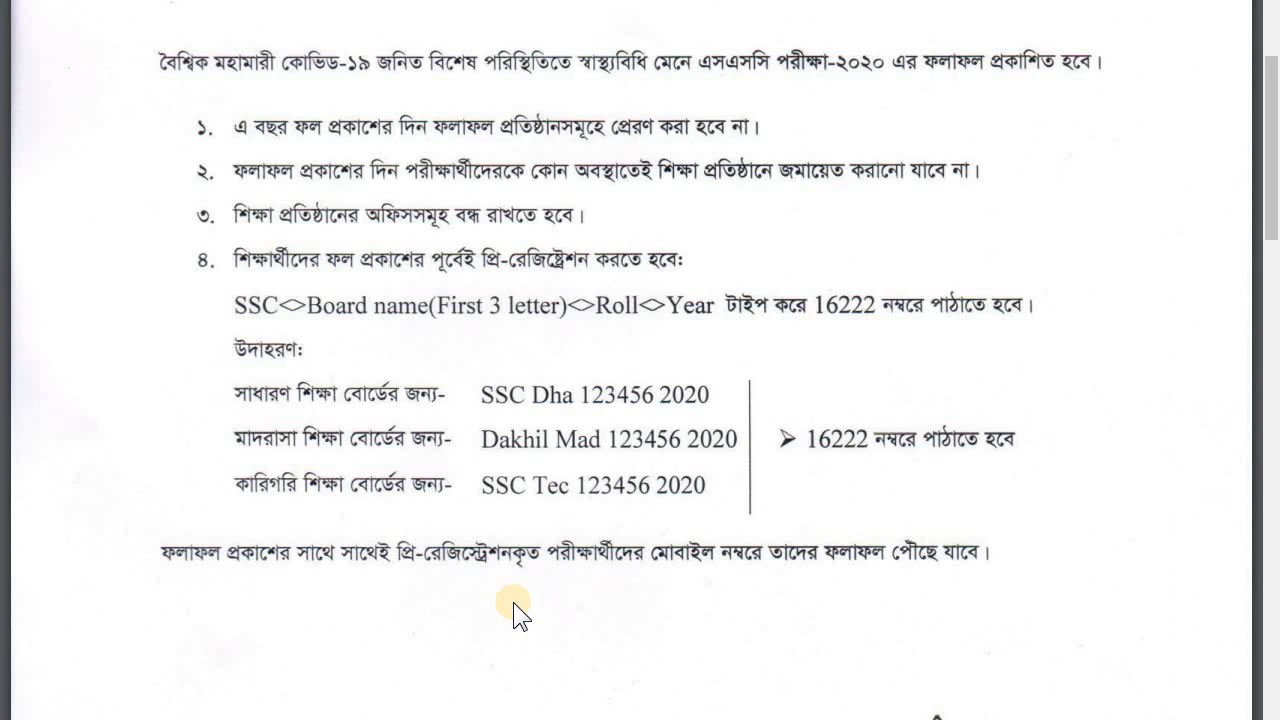 বৈশ্বিক মহামারী কোভিড-১৯ জনিত বিশেষ পরিস্থিতিতে স্বাস্থ্যবিধি মেনে এসএসসি পরীক্ষা-২০২০ এর ফলাফল প্রকাশিত হবে।
১. এ বছর ফল প্রকাশের দিন ফলাফল প্রতিষ্ঠানসমূহে প্রেরণ করা হবে না।
২. ফলাফল প্রকাশের দিন পরীক্ষার্থীদেরকে কোন অবস্থাতেই শিক্ষা প্রতিষ্ঠানে জমায়েত করানো যাবে না।
৩. শিক্ষা প্রতিষ্ঠানের অফিসসমূহ বন্ধ রাখতে হবে।
৪. শিক্ষার্থীদের ফল প্রকাশের পূর্বেই প্রি-রেজিষ্ট্রেশন করতে হবেঃ
SSC<>Board name(First 3 letter)<>Roll<>Year টাইপ করে 16222 নম্বরে পাঠাতে হবে।
উদাহরণঃ
সাধারণ শিক্ষা বোর্ডের জন্য- SSC Dha 123456 2020
মাদরাসা শিক্ষা বোর্ডের জন্য- Dakhil Mad 123456 2020 ➢ 16222 নম্বরে পাঠাতে হবে
কারিগরি শিক্ষা বোর্ডের জন্য- SSC Tec 123456 2020
ফলাফল প্রকাশের সাথে সাথেই প্রি-রেজিস্ট্রেশনকৃত পরীক্ষার্থীদের মোবাইল নম্বরে তাদের ফলাফল পৌঁছে যাবে।